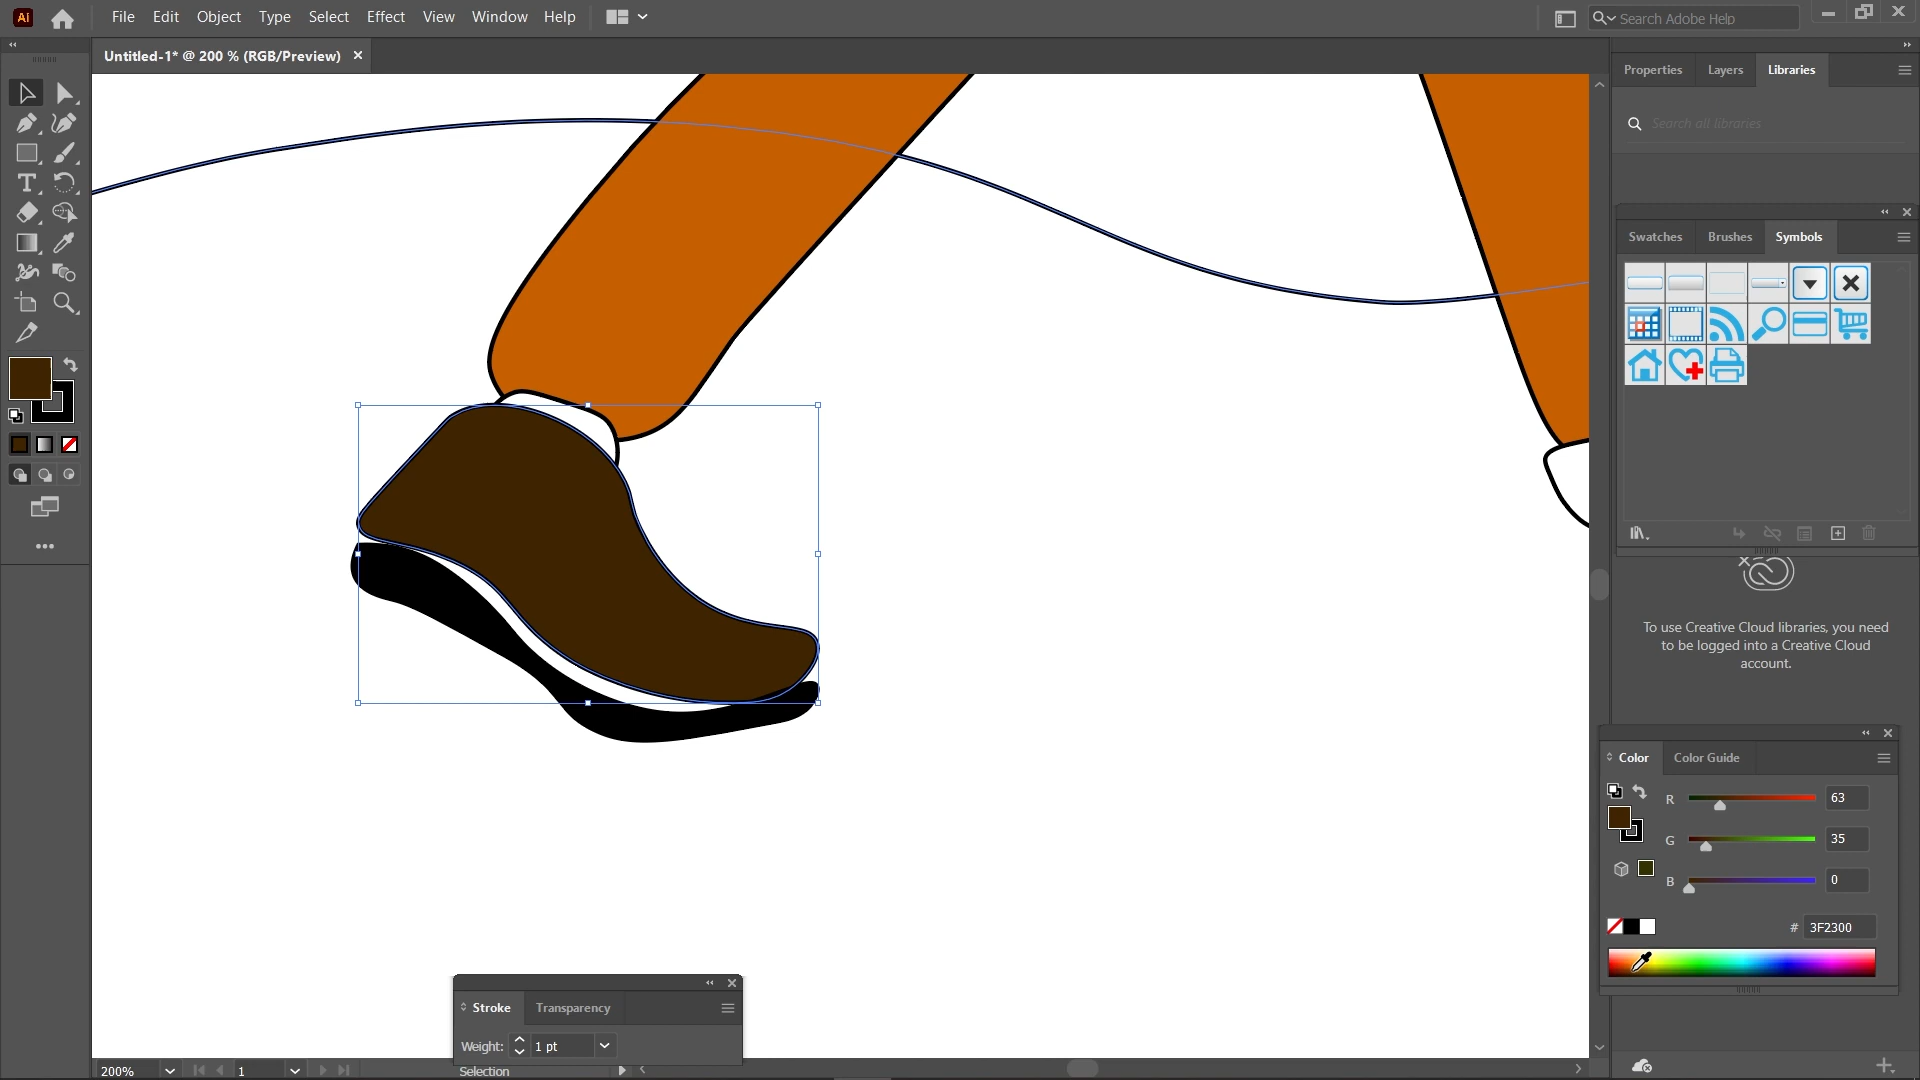 Ai File Edit Object Type Select Effect View Window Help Search Adobe Help
Untitled-1* @ 200 % (RGB/Preview)
Properties Layers Libraries
Search all libraries
Swatches Brushes Symbols
To use Creative Cloud libraries, you need
to be logged into a Creative Cloud
account.
Color Color Guide
R 63
G 35
B 0
# 3F2300
Stroke Transparency
Weight: 1 pt
200% 1 Selection